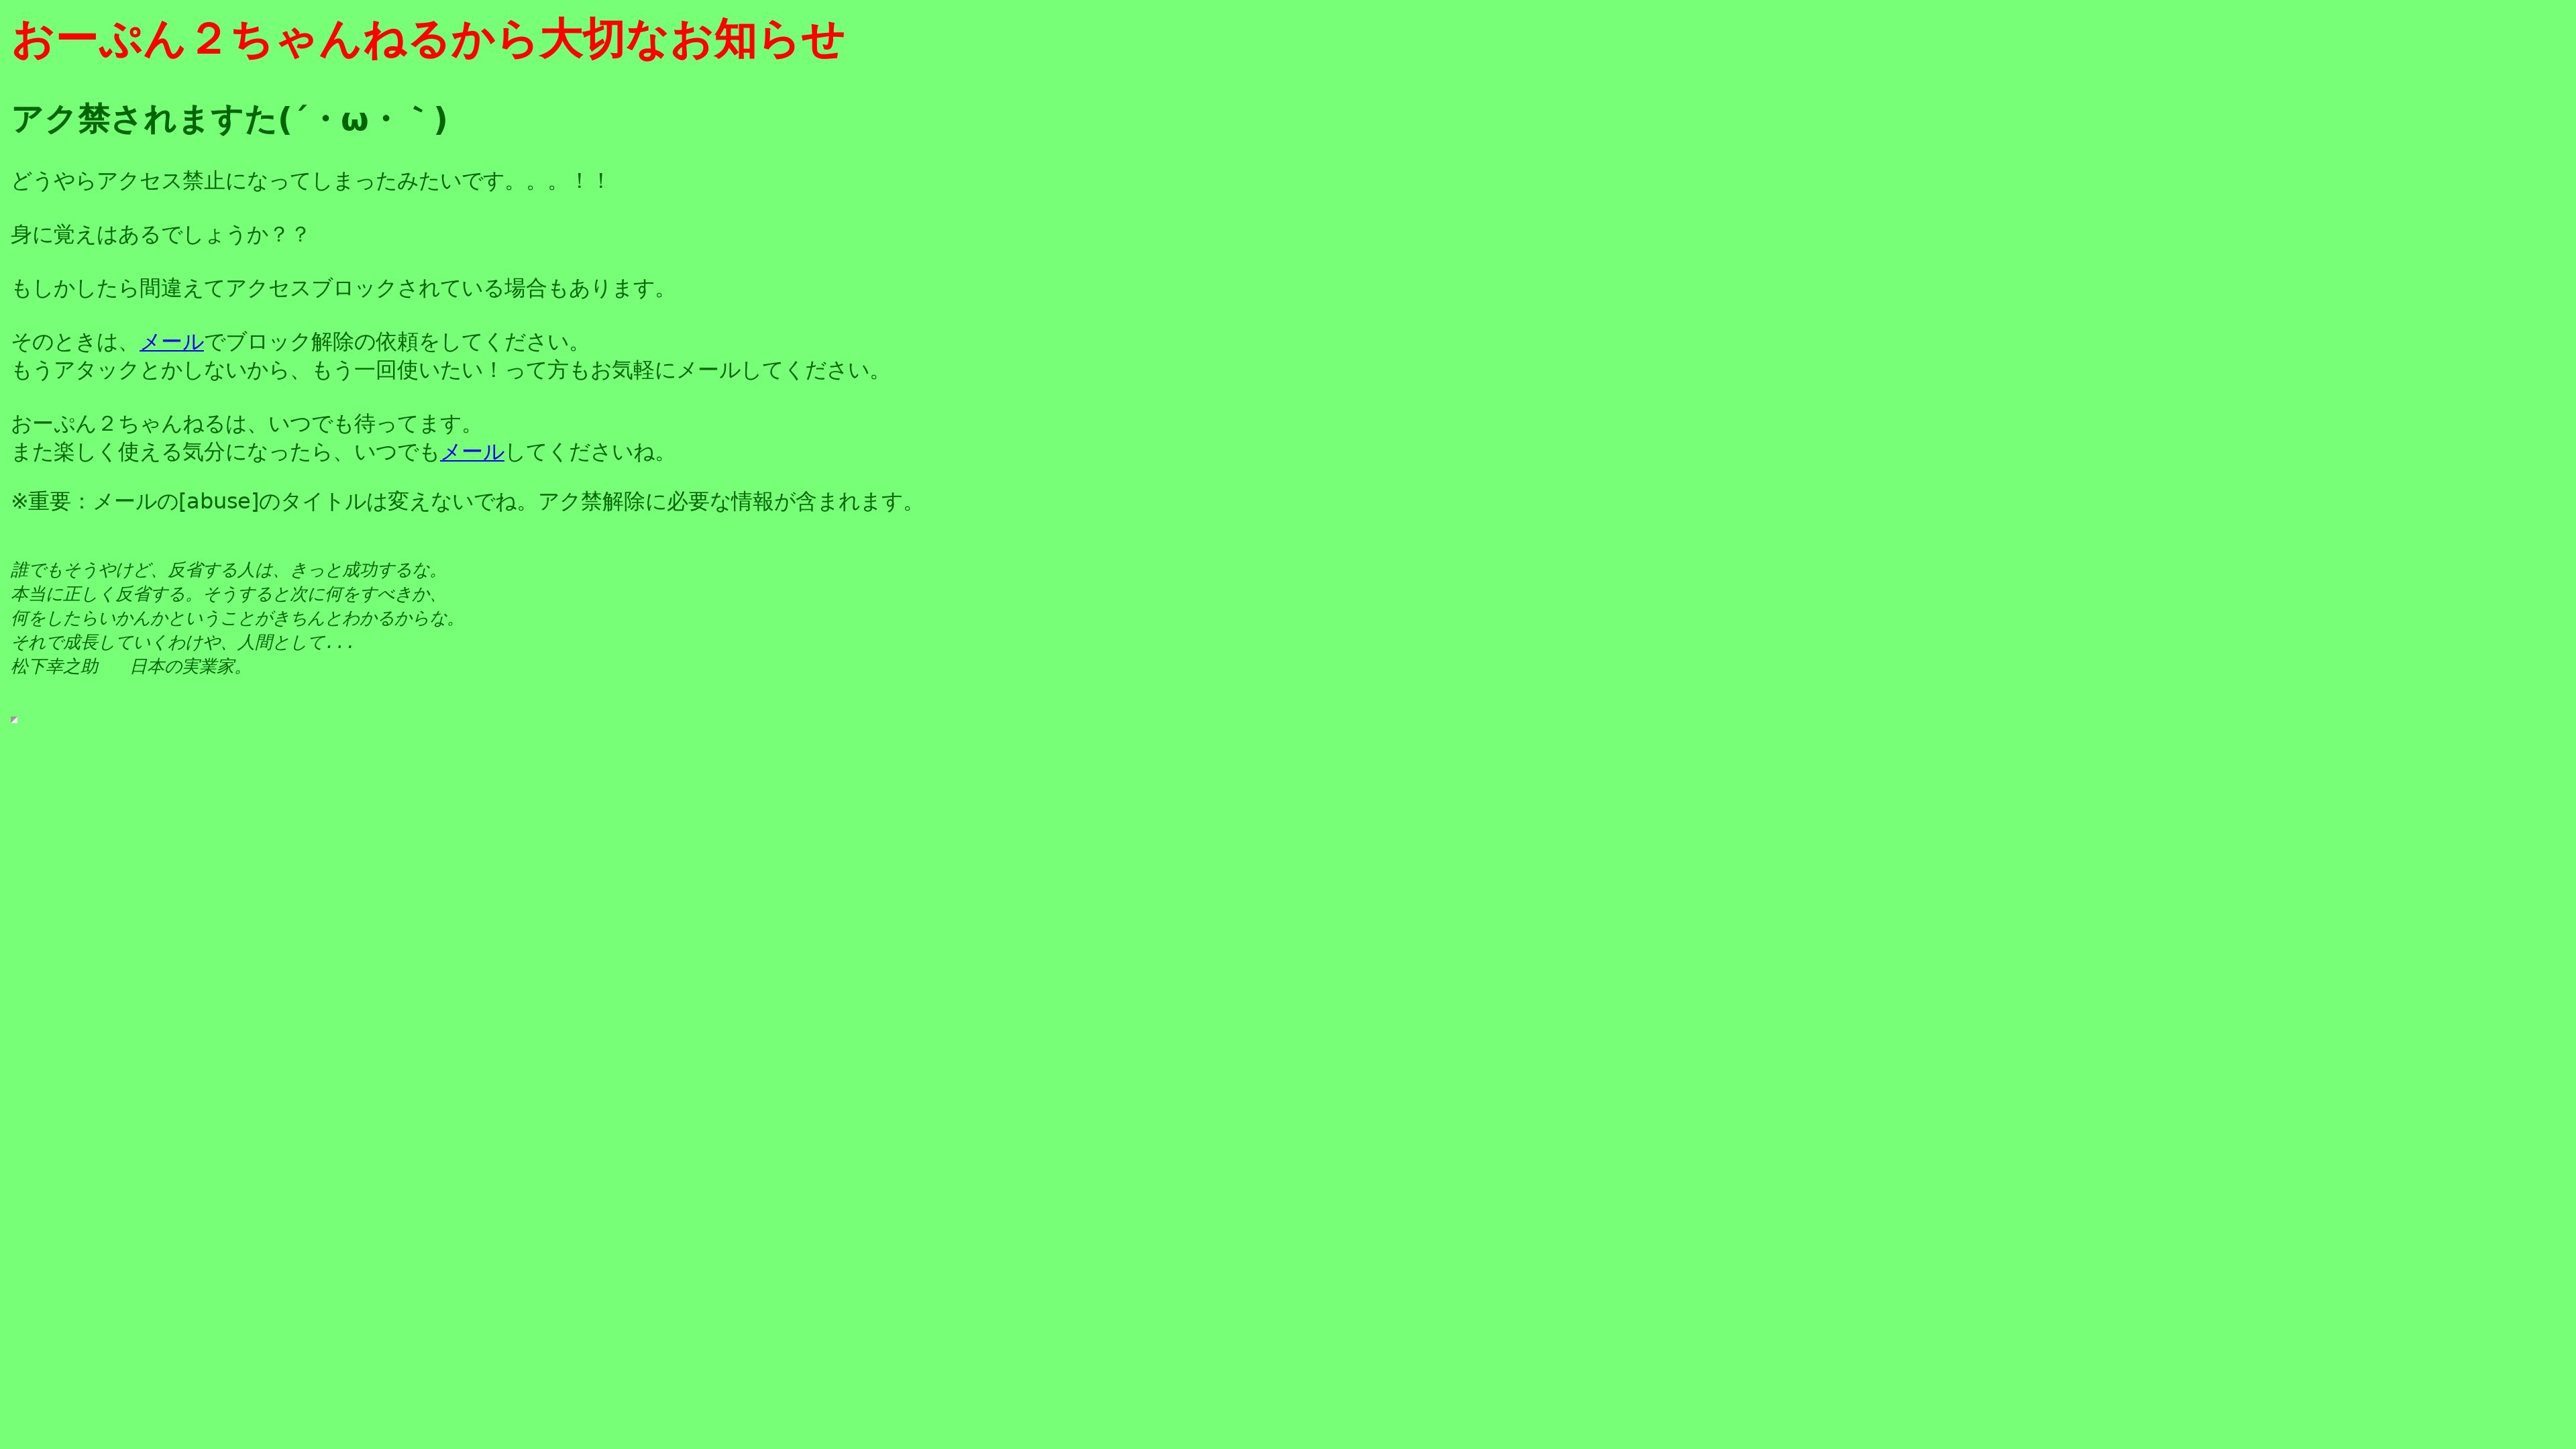 おーぷん２ちゃんねるから大切なお知らせ
アク禁されますた(´・ω・｀)
どうやらアクセス禁止になってしまったみたいです。。。！！
身に覚えはあるでしょうか？？
もしかしたら間違えてアクセスブロックされている場合もあります。
そのときは、メールでブロック解除の依頼をしてください。
もうアタックとかしないから、もう一回使いたい！って方もお気軽にメールしてください。
おーぷん２ちゃんねるは、いつでも待ってます。
また楽しく使える気分になったら、いつでもメールしてくださいね。
※重要：メールの[abuse]のタイトルは変えないでね。アク禁解除に必要な情報が含まれます。
誰でもそうやけど、反省する人は、きっと成功するな。
本当に正しく反省する。そうすると次に何をすべきか、
何をしたらいかんかということがきちんとわかるからな。
それで成長していくわけや、人間として...
松下幸之助　 日本の実業家。